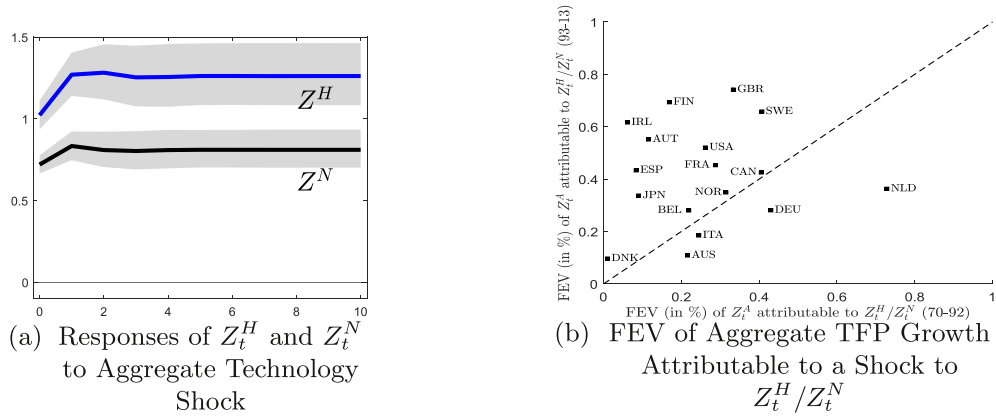 1.5
1
0.5
0
0 2 4 6 8 10
Z^H
Z^N
(a) Responses of Z_t^H and Z_t^N
to Aggregate Technology
Shock
FEV (in %) of Z_t^A attributable to Z_t^H/Z_t^N (93-13)
1
0.8
0.6
0.4
0.2
0
0 0.2 0.4 0.6 0.8 1
GBR
FIN
SWE
IRL
AUT
USA
FRA
ESP
CAN
NOR
JPN
NLD
BEL
DEU
ITA
AUS
DNK
FEV (in %) of Z_t^A attributable to Z_t^H/Z_t^N (70-92)
(b) FEV of Aggregate TFP Growth
Attributable to a Shock to
Z_t^H/Z_t^N